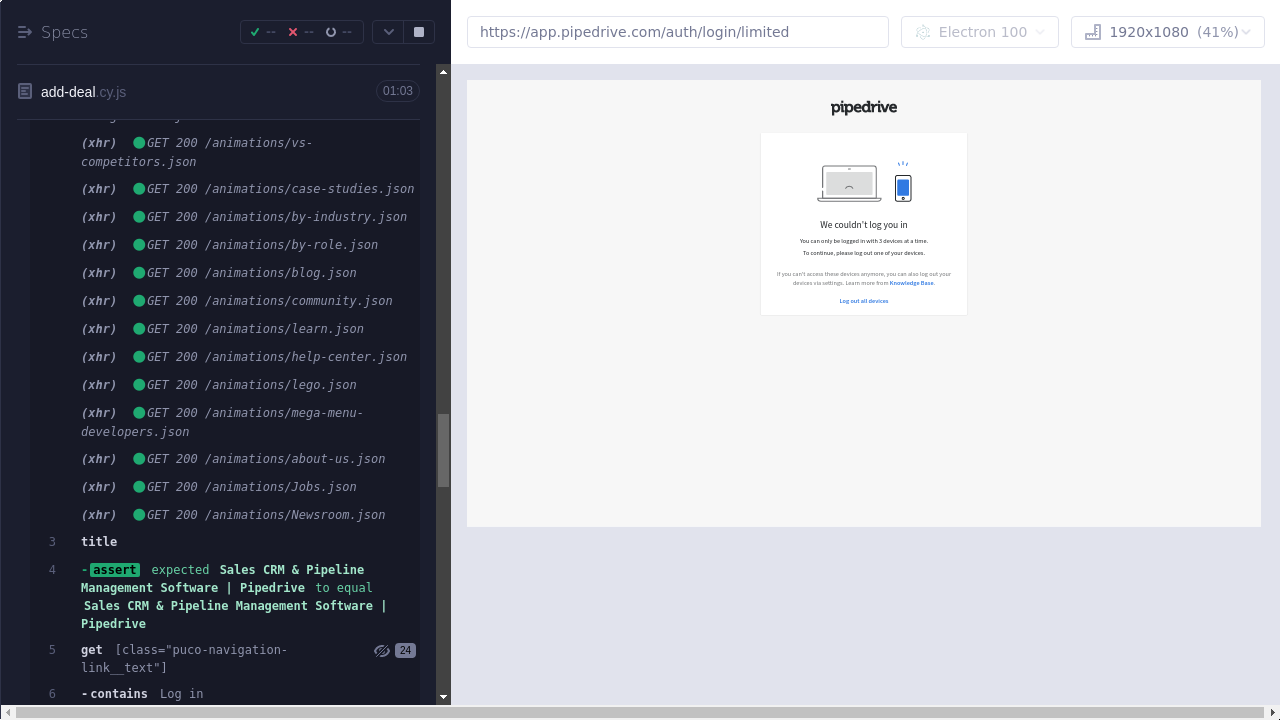 Specs
-- -- --
https://app.pipedrive.com/auth/login/limited
Electron 100
1920x1080 (41%)
add-deal.cy.js
01:03
(xhr) GET 200 /animations/vs-
competitors.json
(xhr) GET 200 /animations/case-studies.json
(xhr) GET 200 /animations/by-industry.json
(xhr) GET 200 /animations/by-role.json
(xhr) GET 200 /animations/blog.json
(xhr) GET 200 /animations/community.json
(xhr) GET 200 /animations/learn.json
(xhr) GET 200 /animations/help-center.json
(xhr) GET 200 /animations/lego.json
(xhr) GET 200 /animations/mega-menu-
developers.json
(xhr) GET 200 /animations/about-us.json
(xhr) GET 200 /animations/Jobs.json
(xhr) GET 200 /animations/Newsroom.json
3 title
4 -assert expected Sales CRM & Pipeline
Management Software | Pipedrive to equal
Sales CRM & Pipeline Management Software |
Pipedrive
5 get [class="puco-navigation-
link__text"]
24
6 -contains Log in
pipedrive
We couldn't log you in
You can only be logged in with 3 devices at a time.
To continue, please log out one of your devices.
If you can't access these devices anymore, you can also log out your
devices via settings. Learn more from Knowledge Base.
Log out all devices